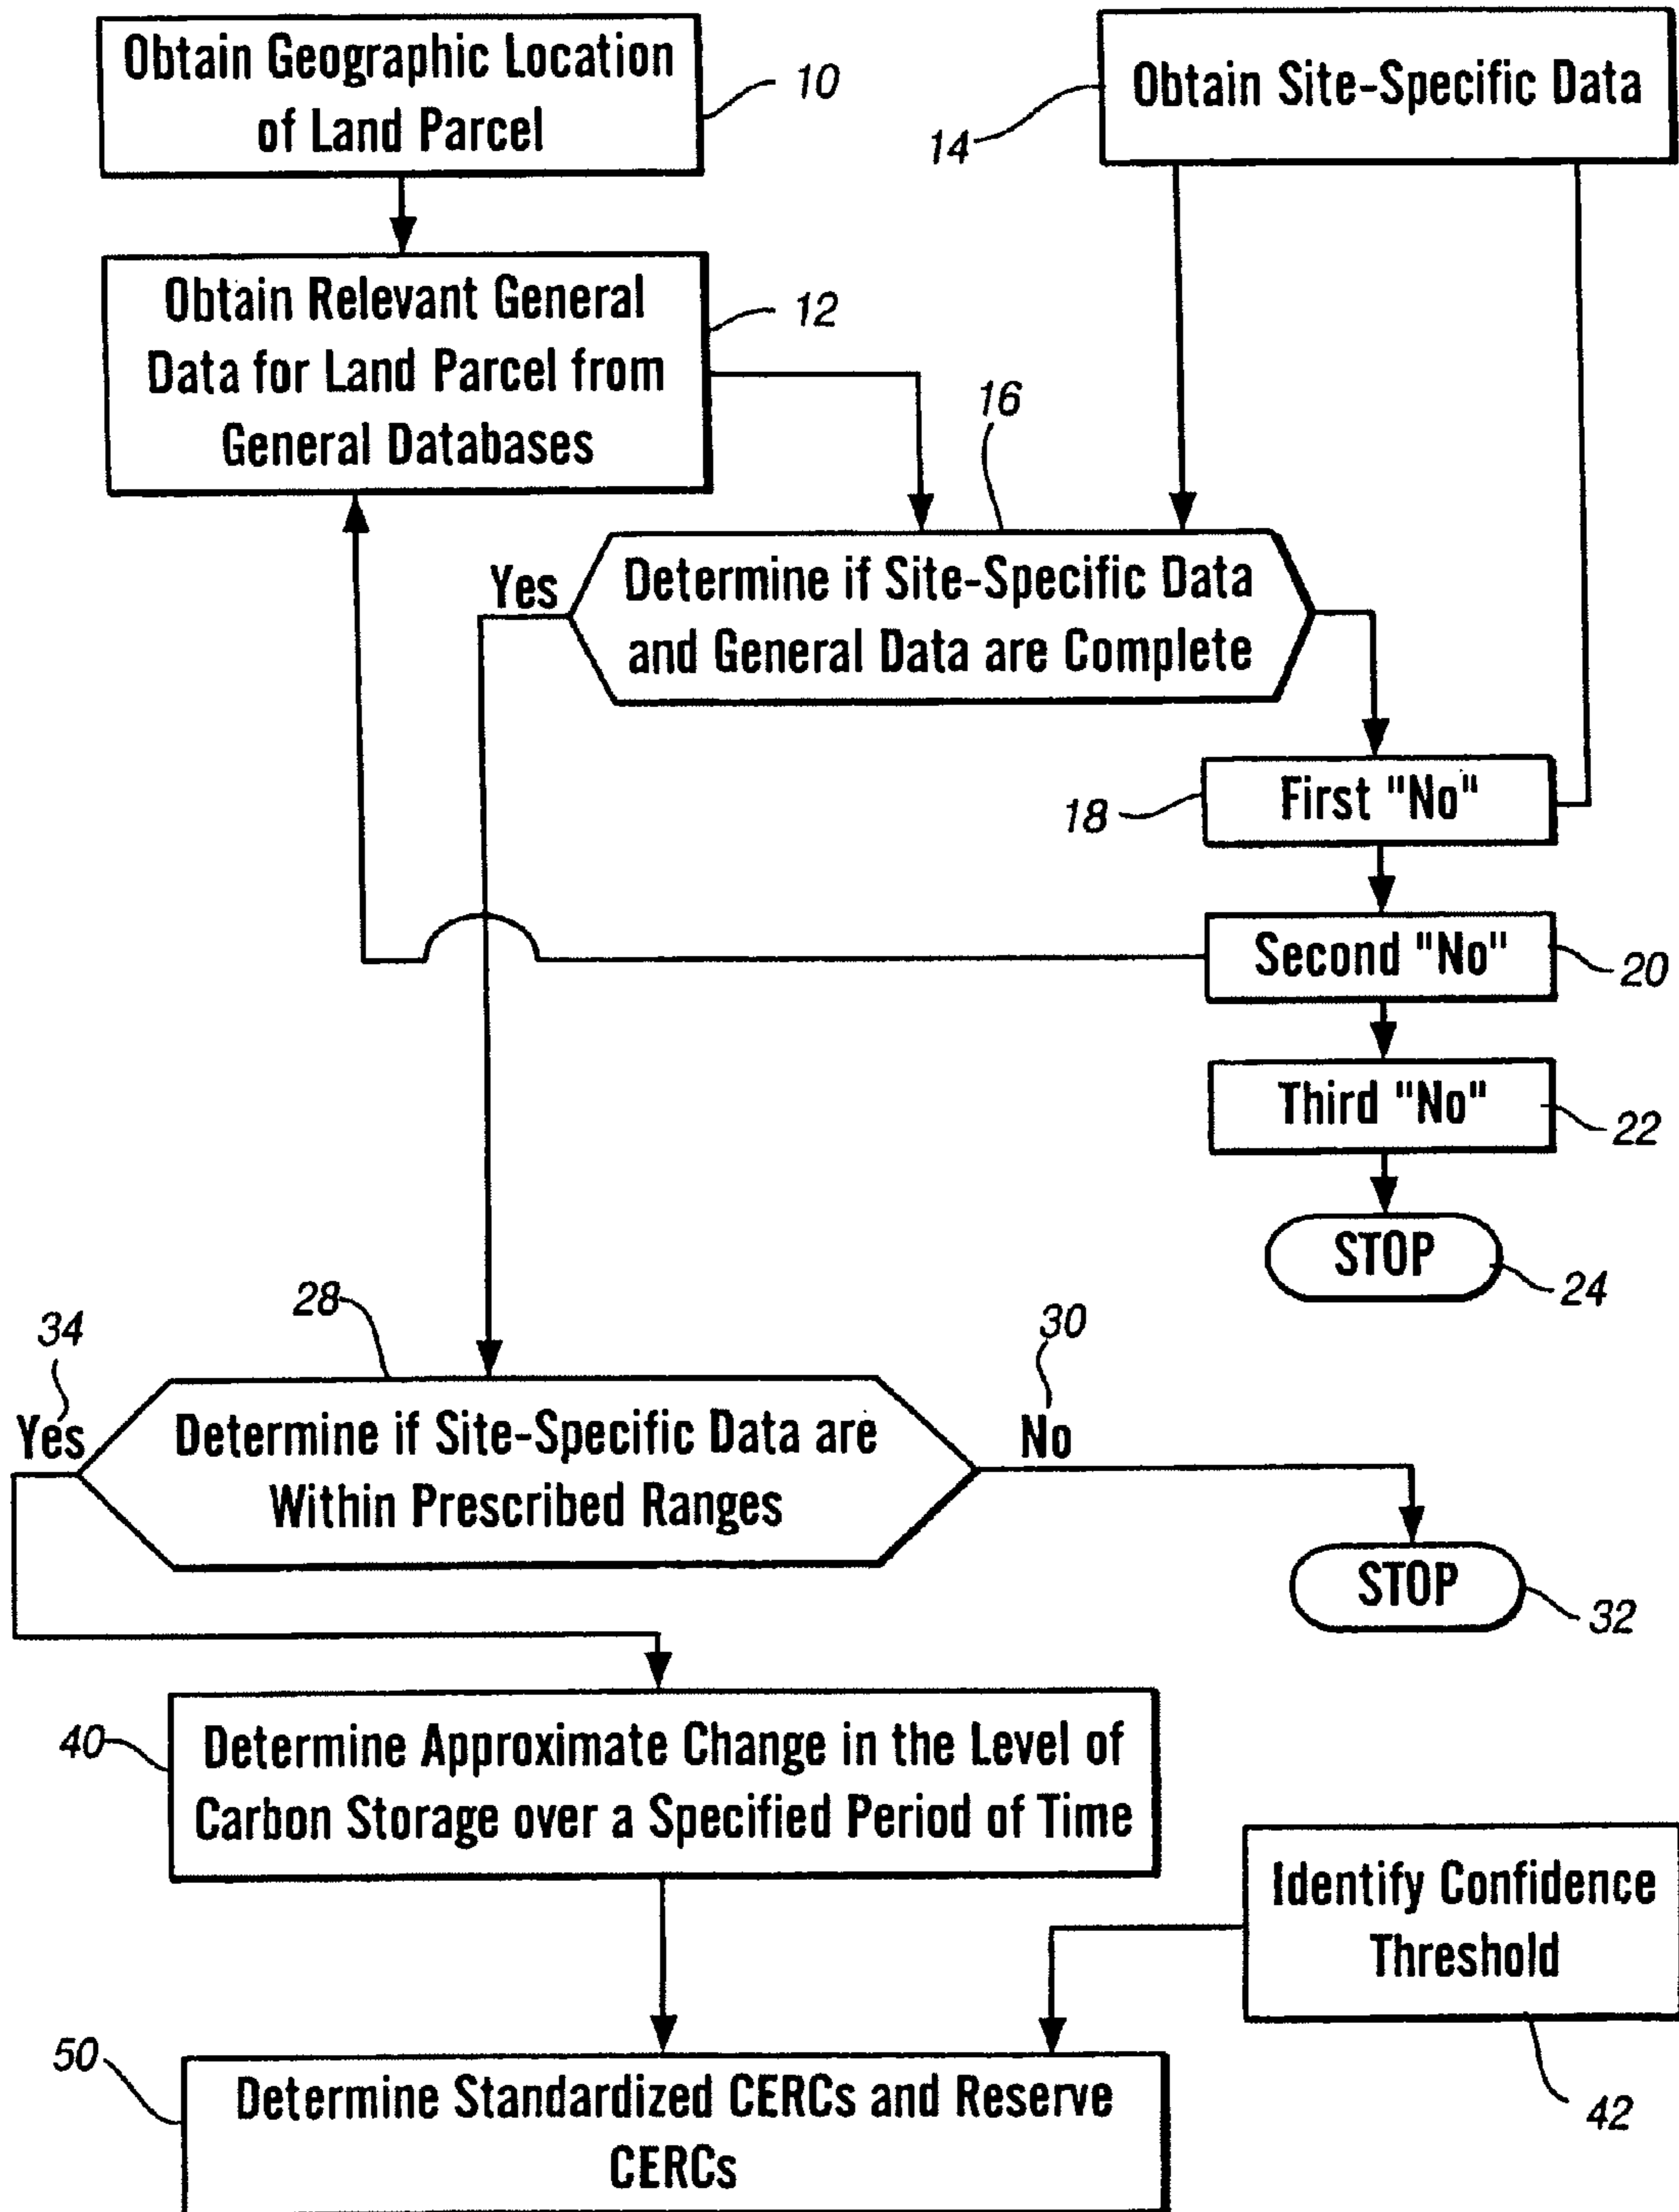 Obtain Geographic Location
of Land Parcel
10
Obtain Site-Specific Data
14
Obtain Relevant General
Data for Land Parcel from
General Databases
12
16
Yes
Determine if Site-Specific Data
and General Data are Complete
First "No"
18
Second "No"
20
Third "No"
22
STOP
24
28
34
Yes
Determine if Site-Specific Data are
Within Prescribed Ranges
30
No
STOP
32
40
Determine Approximate Change in the Level of
Carbon Storage over a Specified Period of Time
Identify Confidence
Threshold
42
50
Determine Standardized CERCs and Reserve
CERCs